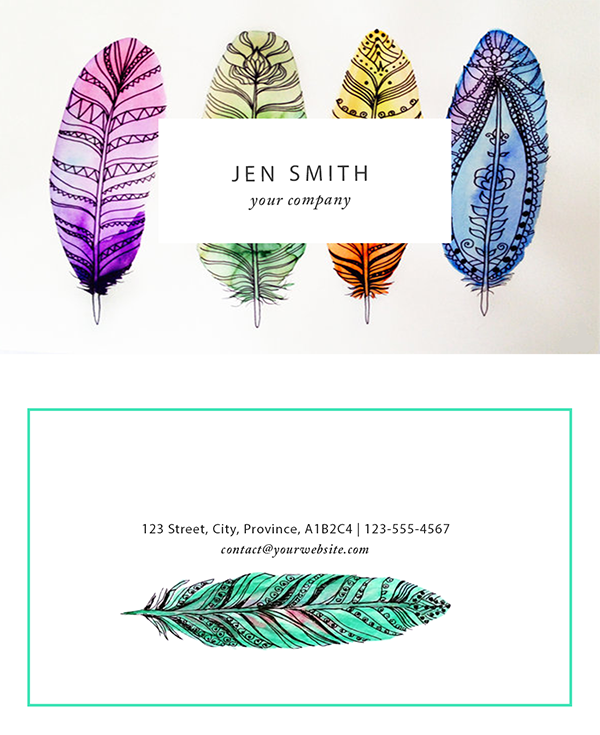 JEN SMITH
your company
123 Street, City, Province, A1B2C4 | 123-555-4567
contact@yourwebsite.com